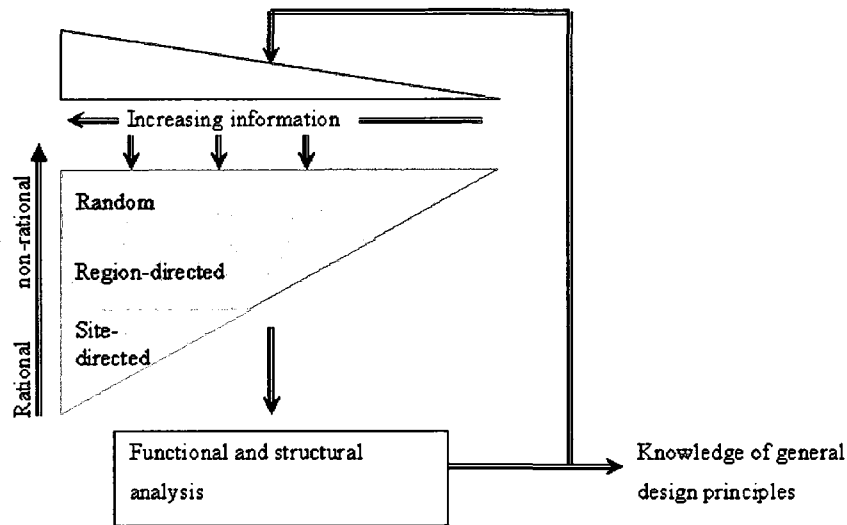 Increasing information
non-rational
Rational
Random
Region-directed
Site-
directed
Functional and structural
analysis
Knowledge of general
design principles